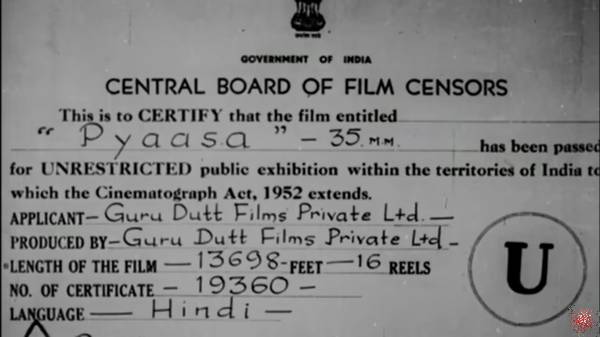 GOVERNMENT OF INDIA
CENTRAL BOARD OF FILM CENSORS
This is to CERTIFY that the film entitled
" Pyaasa " - 35 M.M. has been passed
for UNRESTRICTED public exhibition within the territories of India to
which the Cinematograph Act, 1952 extends.
APPLICANT - Guru Dutt Films Private Ltd. -
PRODUCED BY - Guru Dutt Films Private Ltd -
LENGTH OF THE FILM - 13698 - FEET - 16 REELS
NO. OF CERTIFICATE - 19360 -
LANGUAGE - Hindi -
U